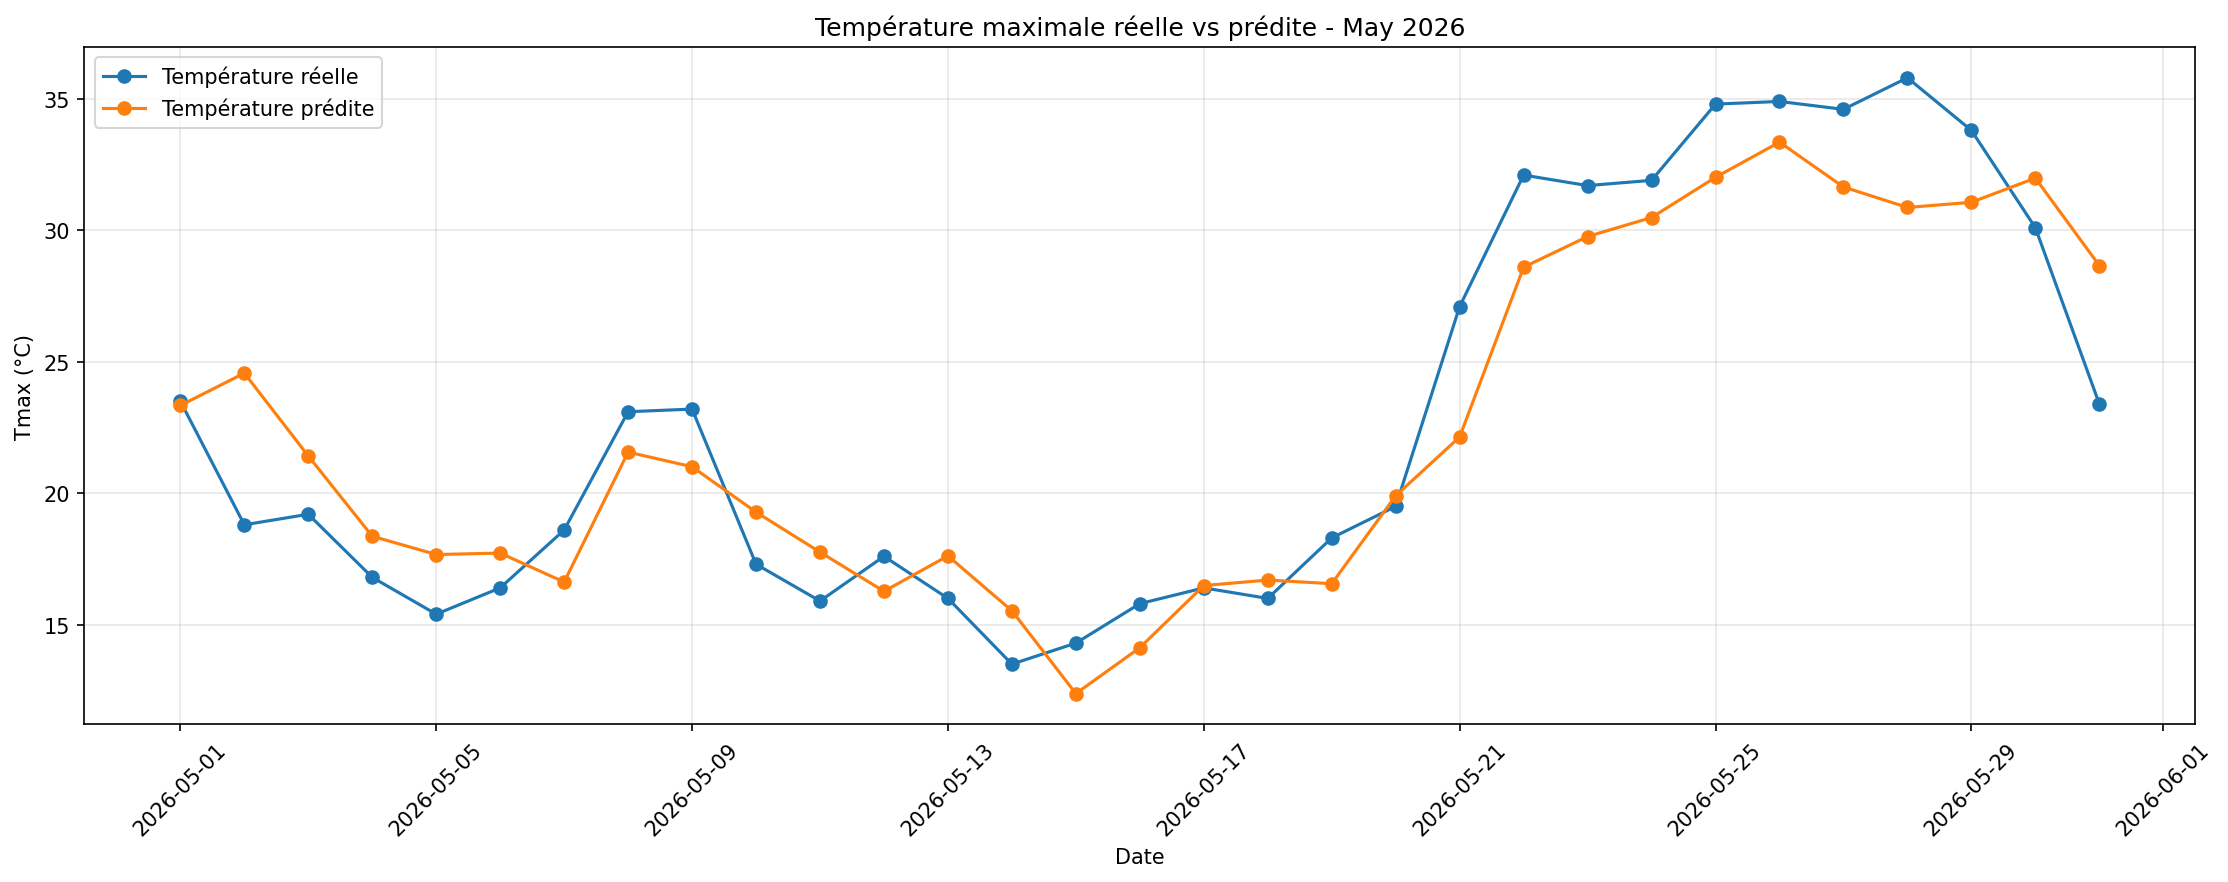 Température maximale réelle vs prédite - May 2026
Température réelle
Température prédite
Tmax (°C)
35
30
25
20
15
2026-05-01
2026-05-05
2026-05-09
2026-05-13
2026-05-17
2026-05-21
2026-05-25
2026-05-29
2026-06-01
Date